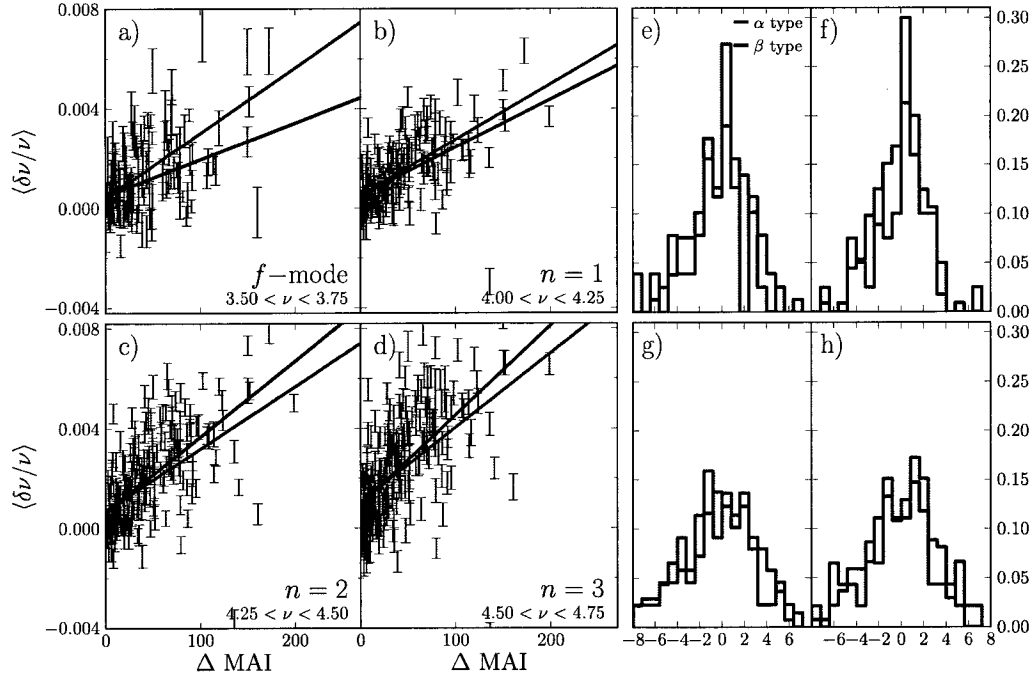 a)
f−mode
3.50 < ν < 3.75
b)
n = 1
4.00 < ν < 4.25
c)
n = 2
4.25 < ν < 4.50
d)
n = 3
4.50 < ν < 4.75
e)
α type
β type
f)
g)
h)
⟨δν/ν⟩
0.008
0.004
0.000
−0.004
⟨δν/ν⟩
0.008
0.004
0.000
−0.004
0 100 200 0 100 200
Δ MAI Δ MAI
0.30
0.25
0.20
0.15
0.10
0.05
0.00
0.30
0.25
0.20
0.15
0.10
0.05
0.00
−8−6−4−2 0 2 4 6 −6−4−2 0 2 4 6 8